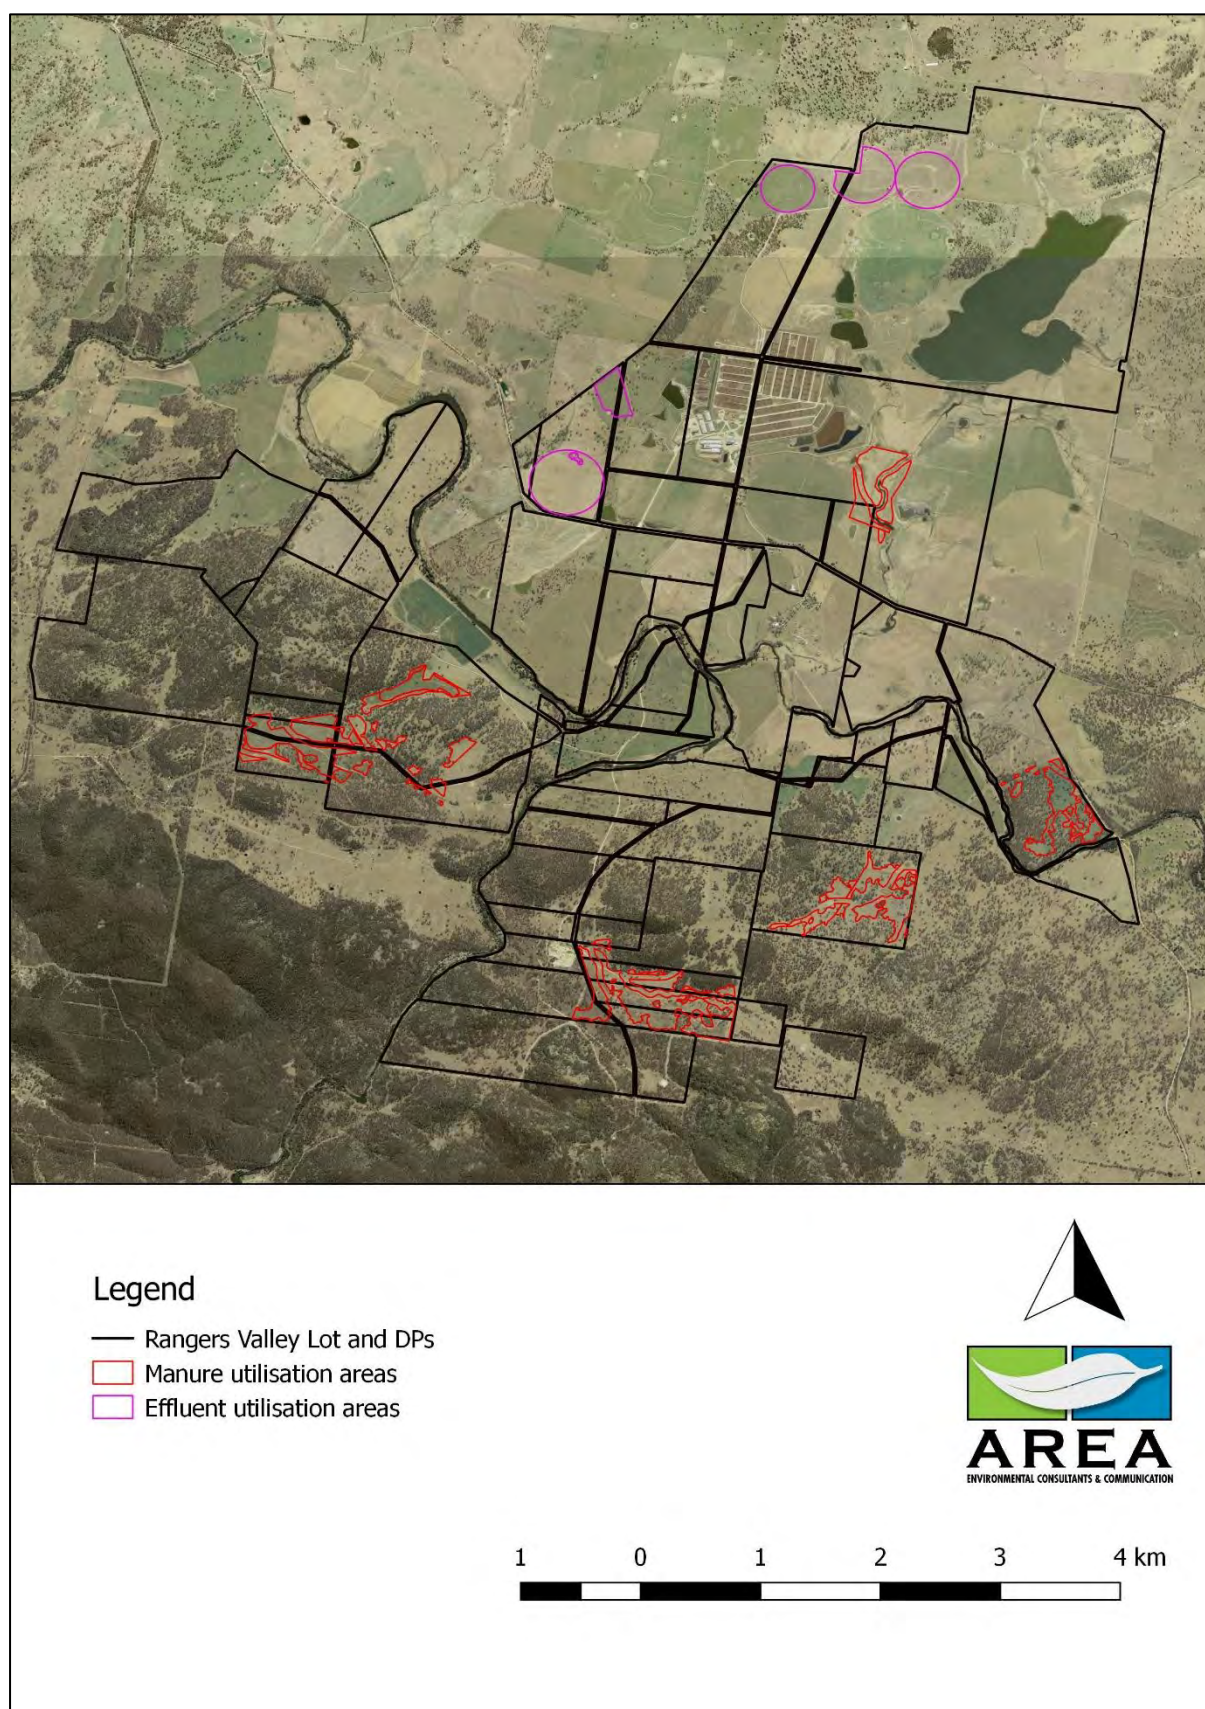 Legend
Rangers Valley Lot and DPs
Manure utilisation areas
Effluent utilisation areas
AREA
ENVIRONMENTAL CONSULTANTS & COMMUNICATION
1 0 1 2 3 4 km